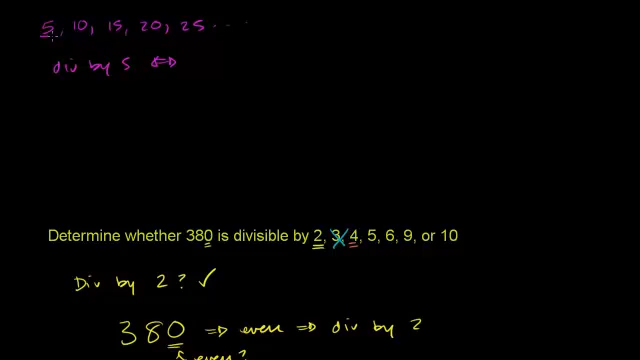 5, 10, 15, 20, 25 ....
div by 5 <=>
Determine whether 380 is divisible by 2, 3, 4, 5, 6, 9, or 10
Div by 2 ? ✓
380 => even => div by 2
even?